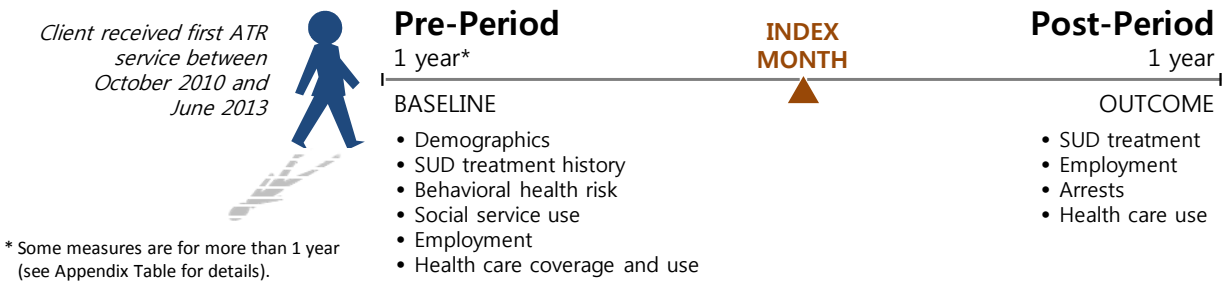 Client received first ATR
service between
October 2010 and
June 2013
Pre-Period
1 year*
INDEX
MONTH
Post-Period
1 year
BASELINE
• Demographics
• SUD treatment history
• Behavioral health risk
• Social service use
• Employment
• Health care coverage and use
OUTCOME
• SUD treatment
• Employment
• Arrests
• Health care use
* Some measures are for more than 1 year
(see Appendix Table for details).